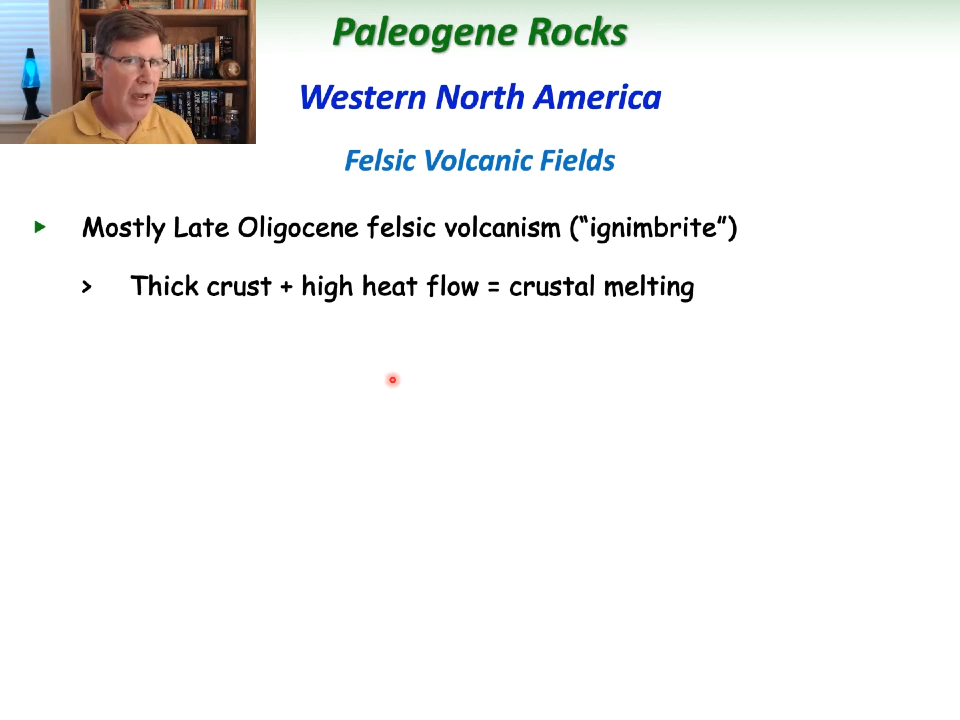 Paleogene Rocks
Western North America
Felsic Volcanic Fields
▶ Mostly Late Oligocene felsic volcanism (“ignimbrite”)
> Thick crust + high heat flow = crustal melting